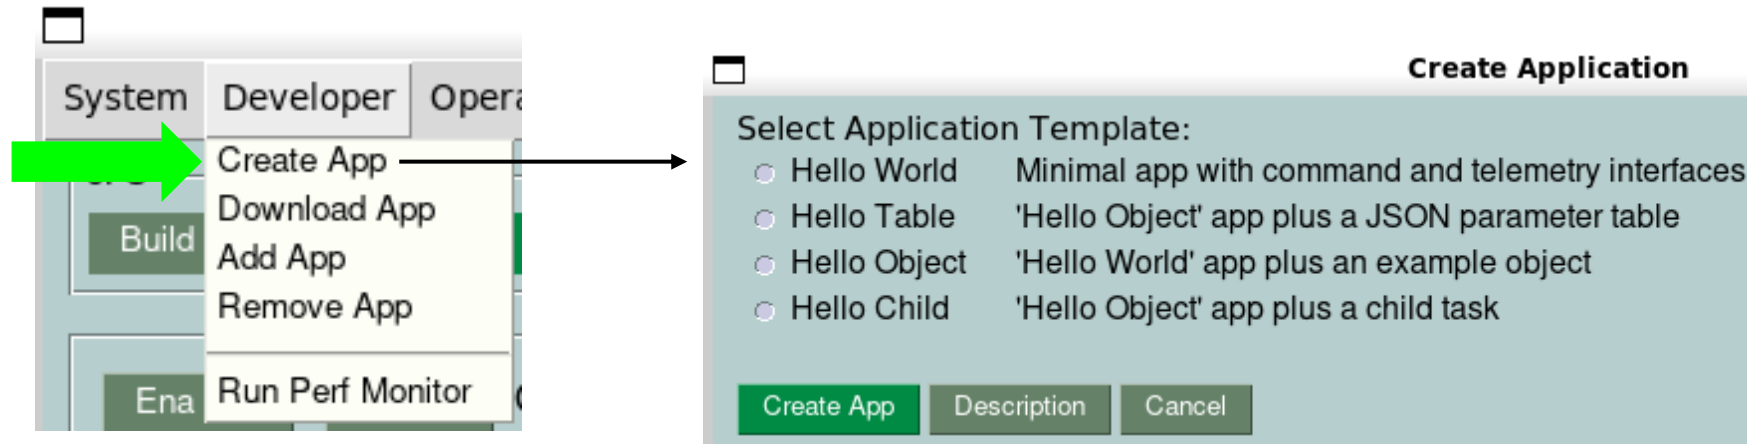 System Developer Opera
Create App
Download App
Build
Add App
Remove App
Ena
Run Perf Monitor
Create Application
Select Application Template:
Hello World Minimal app with command and telemetry interfaces
Hello Table 'Hello Object' app plus a JSON parameter table
Hello Object 'Hello World' app plus an example object
Hello Child 'Hello Object' app plus a child task
Create App Description Cancel